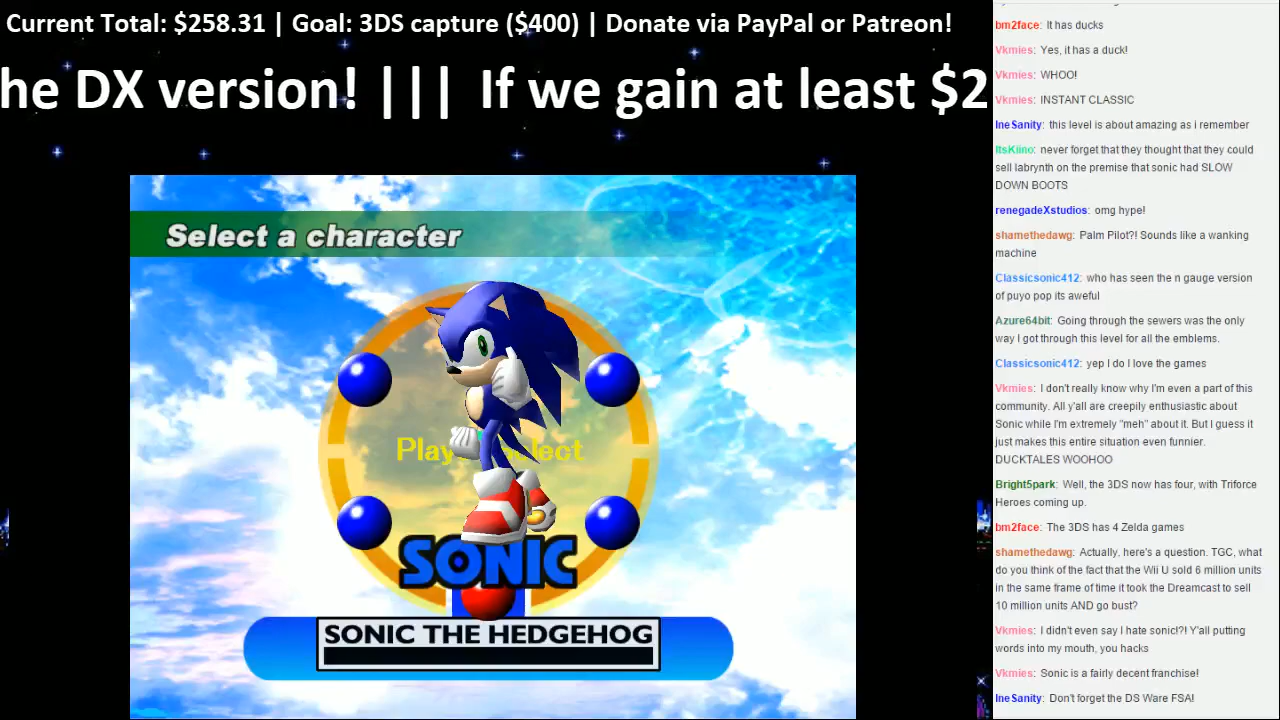 Current Total: $258.31 | Goal: 3DS capture ($400) | Donate via PayPal or Patreon!
he DX version! ||| If we gain at least $2
Select a character
SONIC
SONIC THE HEDGEHOG
bm2face: It has ducks
Vkmies: Yes, it has a duck!
Vkmies: WHOO!
Vkmies: INSTANT CLASSIC
IneSanity: this level is about amazing as i remember
ItsKiino: never forget that they thought that they could
sell labrynth on the premise that sonic had SLOW
DOWN BOOTS
renegadeXstudios: omg hype!
shamethedawg: Palm Pilot?! Sounds like a wanking
machine
Classicsonic412: who has seen the n gauge version
of puyo pop its aweful
Azure64bit: Going through the sewers was the only
way I got through this level for all the emblems.
Classicsonic412: yep I do I love the games
Vkmies: I don't really know why I'm even a part of this
community. All y'all are creepily enthusiastic about
Sonic while I'm extremely "meh" about it. But I guess it
just makes this entire situation even funnier.
DUCKTALES WOOHOO
Bright5park: Well, the 3DS now has four, with Triforce
Heroes coming up.
bm2face: The 3DS has 4 Zelda games
shamethedawg: Actually, here's a question. TGC, what
do you think of the fact that the Wii U sold 6 million units
in the same frame of time it took the Dreamcast to sell
10 million units AND go bust?
Vkmies: I didn't even say I hate sonic!?! Y'all putting
words into my mouth, you hacks
Vkmies: Sonic is a fairly decent franchise!
IneSanity: Don't forget the DS Ware FSA!